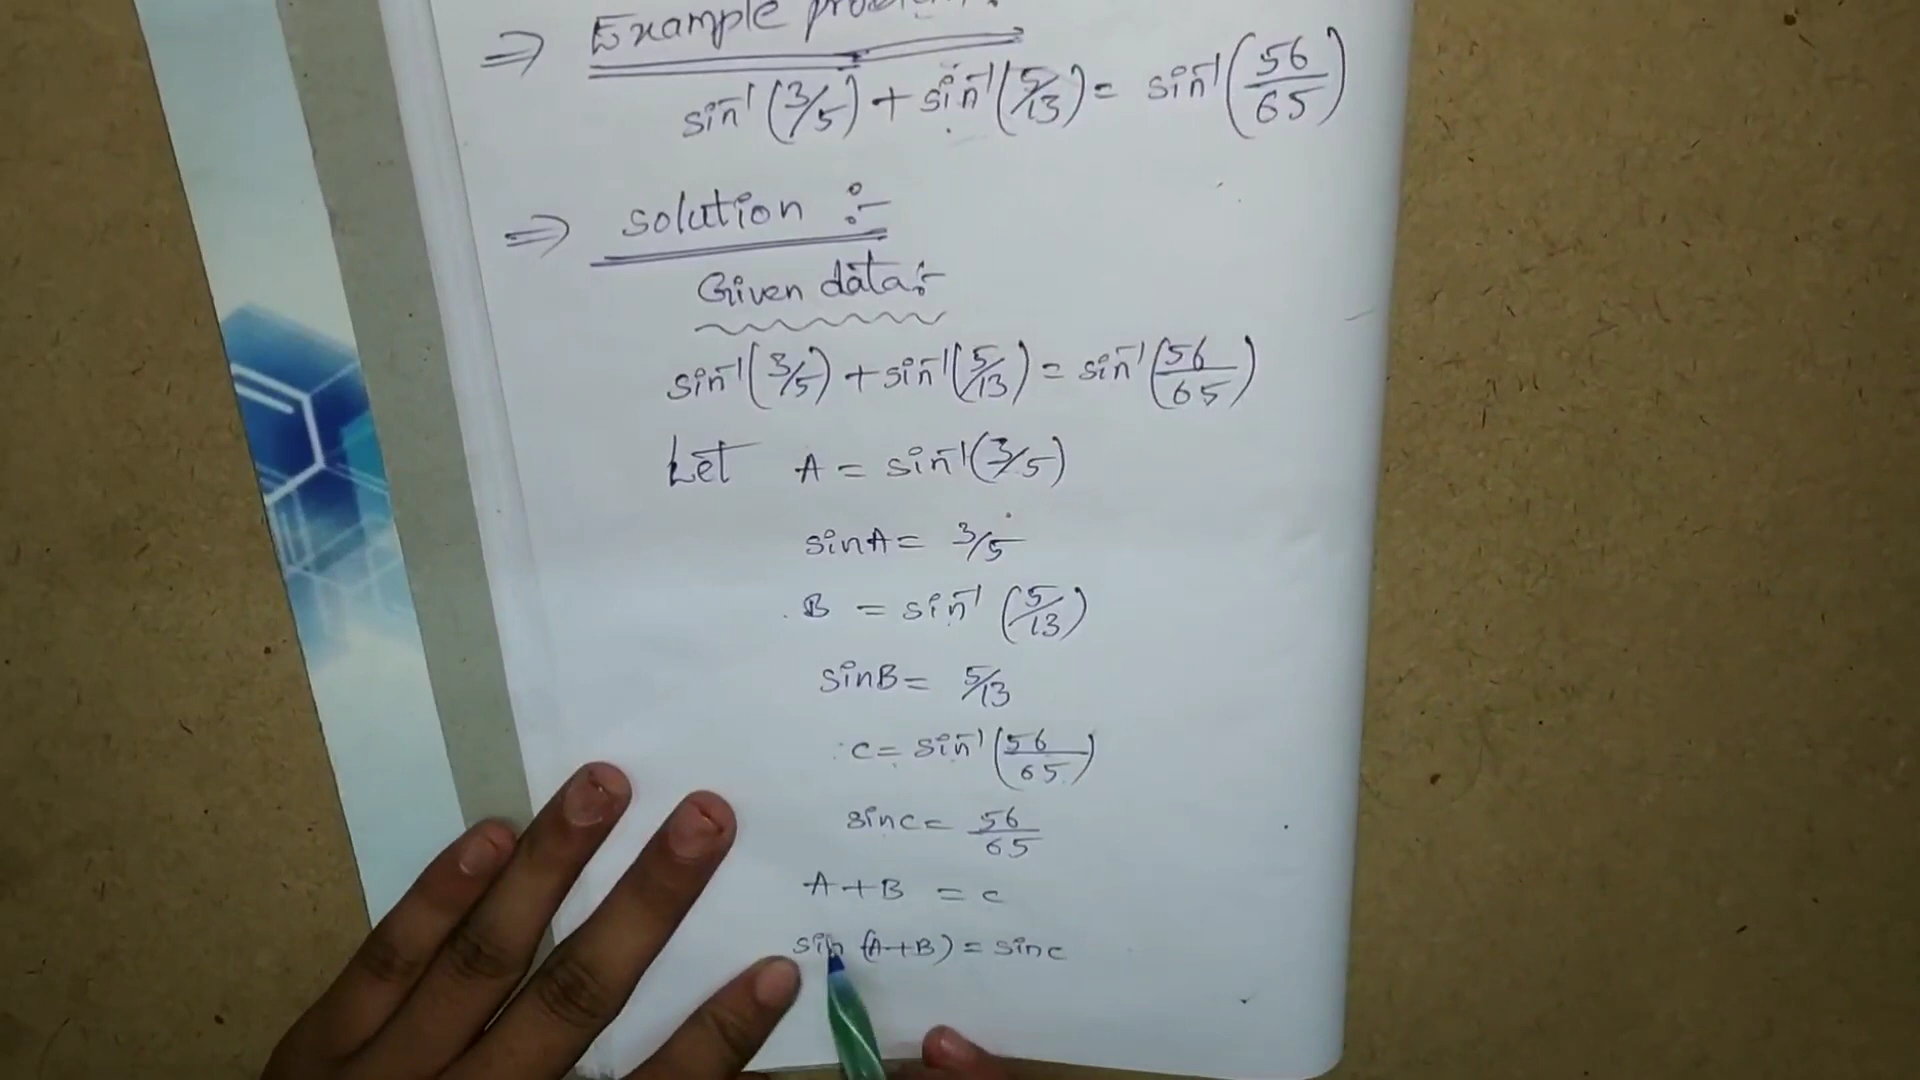 ⇒ Example problem:
sin⁻¹(3/5) + sin⁻¹(5/13) = sin⁻¹(56/65)
⇒ solution :-
Given data:-
sin⁻¹(3/5) + sin⁻¹(5/13) = sin⁻¹(56/65)
Let A = sin⁻¹(3/5)
sinA = 3/5
B = sin⁻¹(5/13)
sinB = 5/13
c = sin⁻¹(56/65)
sinc = 56/65
A+B = c
sin(A+B) = sinc